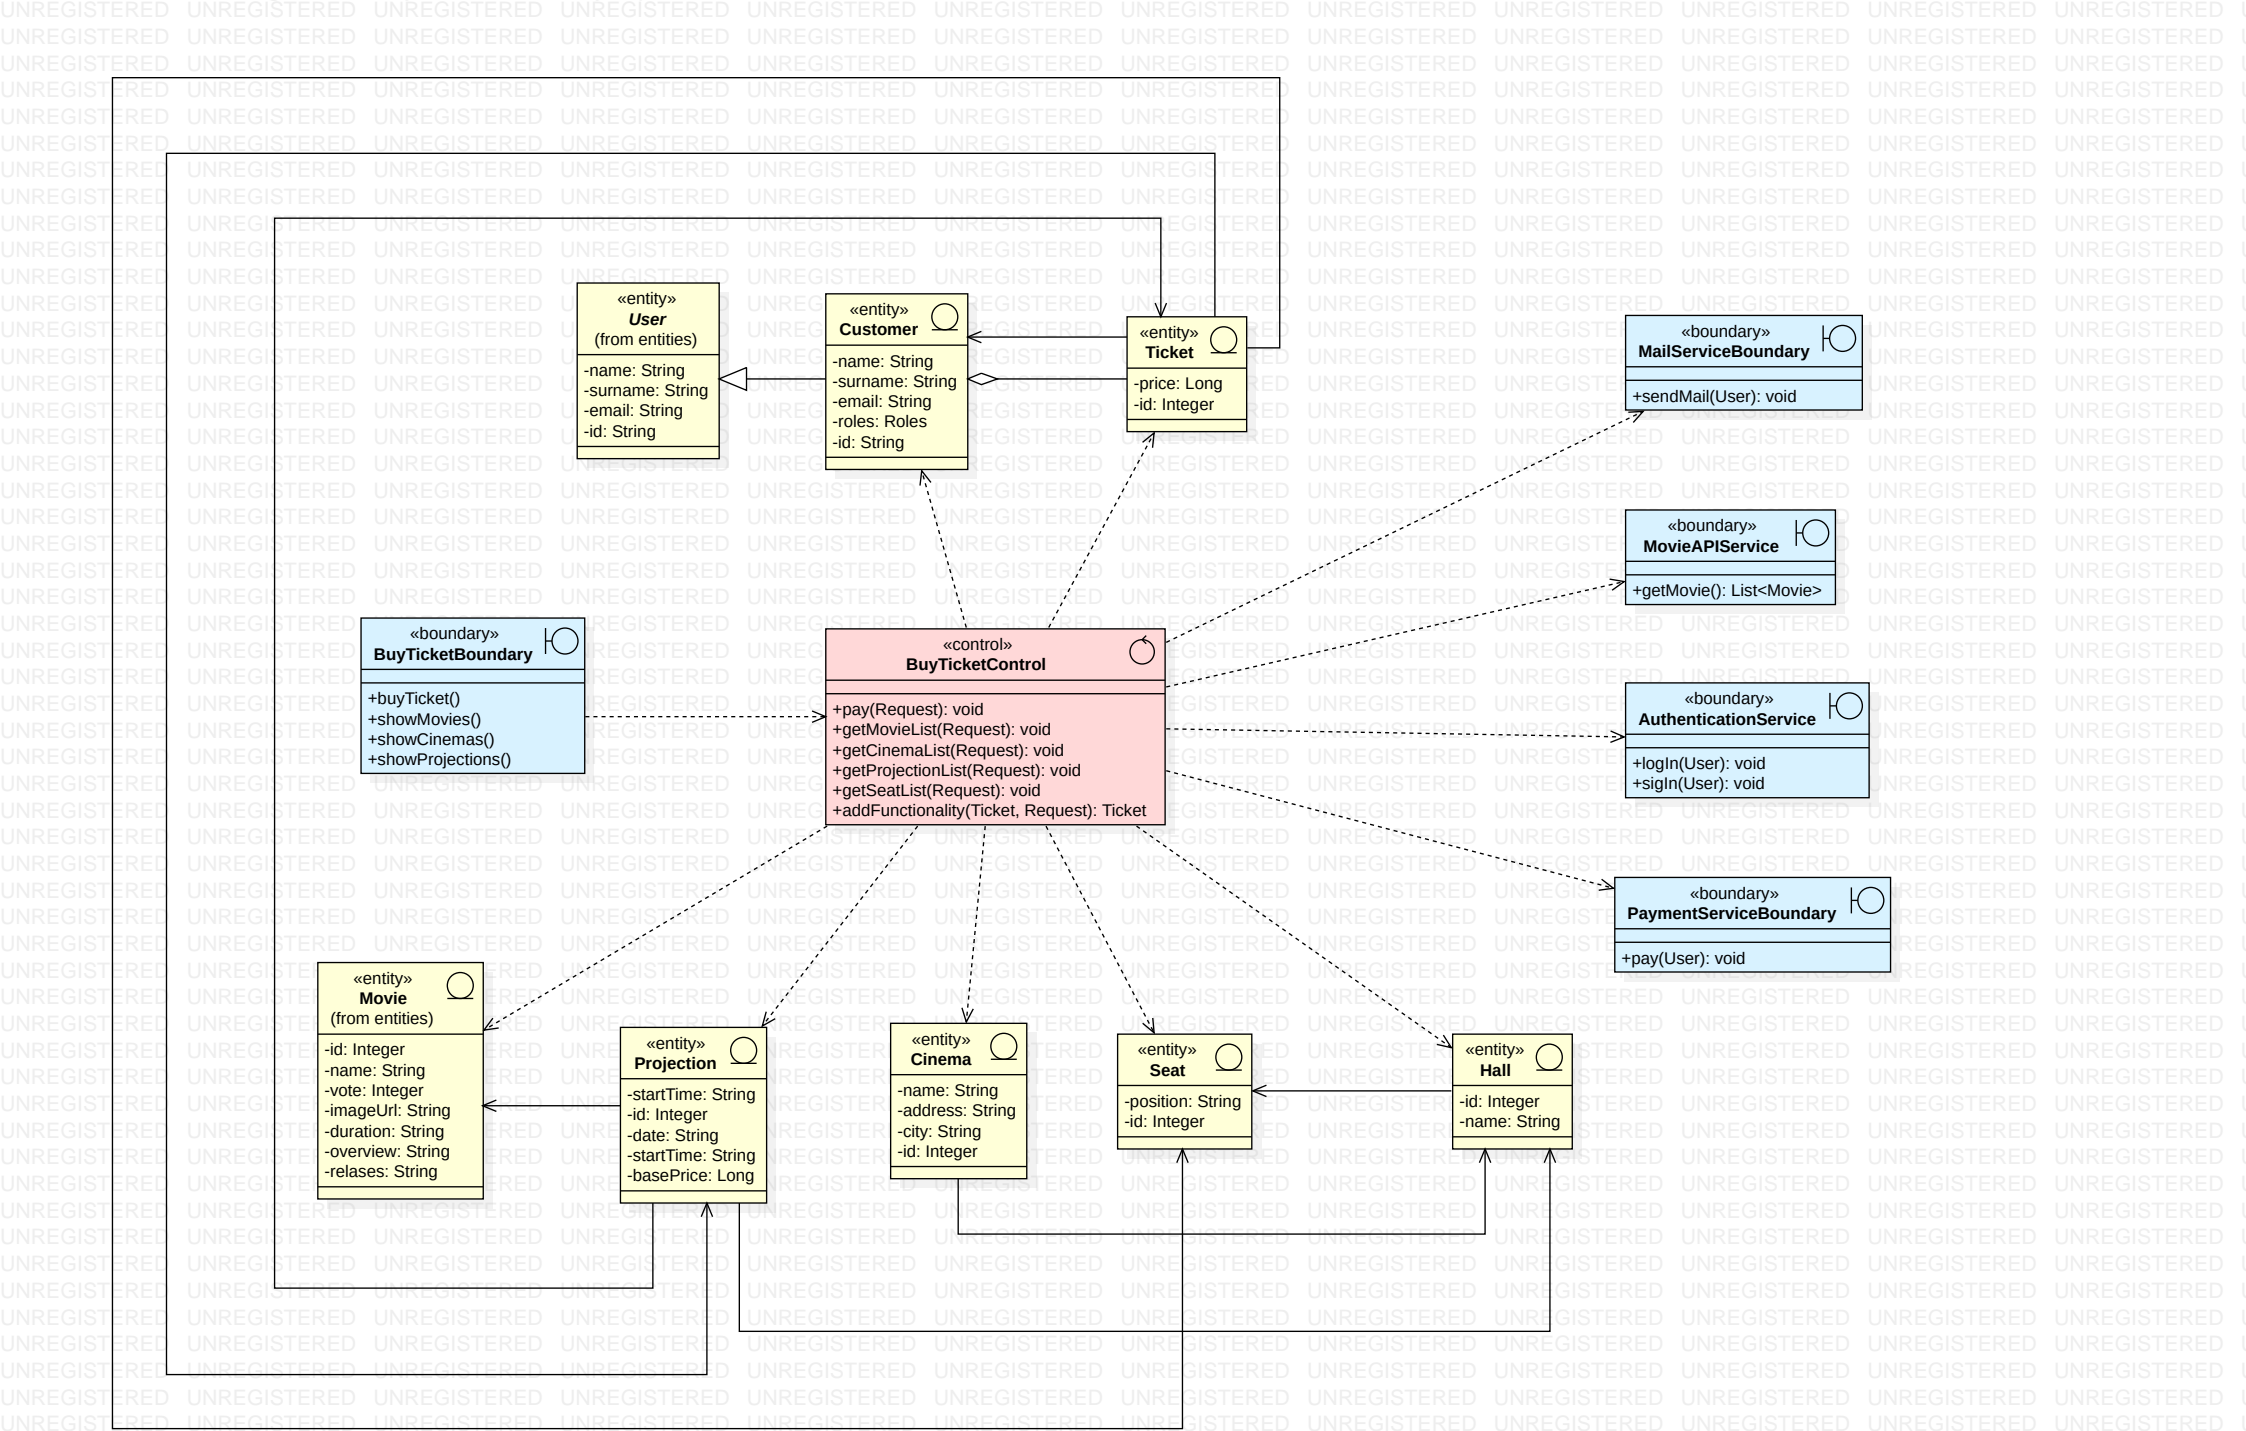 «entity»
User
(from entities)
-name: String
-surname: String
-email: String
-id: String
«entity»
Customer
-name: String
-surname: String
-email: String
-roles: Roles
-id: String
«entity»
Ticket
-price: Long
-id: Integer
«boundary»
MailServiceBoundary
+sendMail(User): void
«boundary»
MovieAPIService
+getMovie(): List<Movie>
«boundary»
BuyTicketBoundary
+buyTicket()
+showMovies()
+showCinemas()
+showProjections()
«control»
BuyTicketControl
+pay(Request): void
+getMovieList(Request): void
+getCinemaList(Request): void
+getProjectionList(Request): void
+getSeatList(Request): void
+addFunctionality(Ticket, Request): Ticket
«boundary»
AuthenticationService
+logIn(User): void
+sigIn(User): void
«boundary»
PaymentServiceBoundary
+pay(User): void
«entity»
Movie
(from entities)
-id: Integer
-name: String
-vote: Integer
-imageUrl: String
-duration: String
-overview: String
-relases: String
«entity»
Projection
-startTime: String
-id: Integer
-date: String
-startTime: String
-basePrice: Long
«entity»
Cinema
-name: String
-address: String
-city: String
-id: Integer
«entity»
Seat
-position: String
-id: Integer
«entity»
Hall
-id: Integer
-name: String
UNREGISTERED